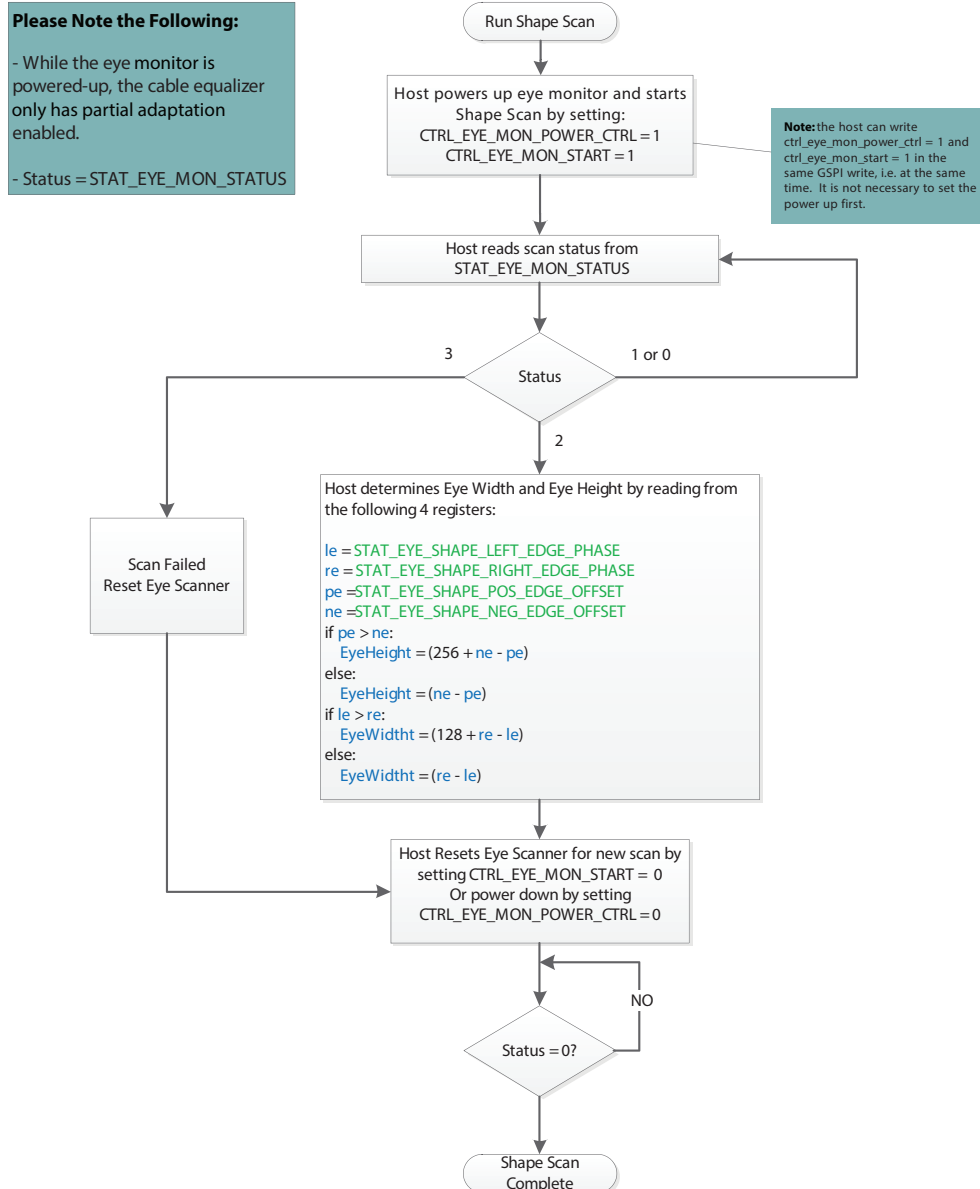 Please Note the Following:
- While the eye monitor is
powered-up, the cable equalizer
only has partial adaptation
enabled.
- Status = STAT_EYE_MON_STATUS
Run Shape Scan
Host powers up eye monitor and starts
Shape Scan by setting:
CTRL_EYE_MON_POWER_CTRL = 1
CTRL_EYE_MON_START = 1
Note: the host can write
ctrl_eye_mon_power_ctrl = 1 and
ctrl_eye_mon_start = 1 in the
same GSPI write, i.e. at the same
time. It is not necessary to set the
power up first.
Host reads scan status from
STAT_EYE_MON_STATUS
3
1 or 0
Status
2
Host determines Eye Width and Eye Height by reading from
the following 4 registers:
le = STAT_EYE_SHAPE_LEFT_EDGE_PHASE
re = STAT_EYE_SHAPE_RIGHT_EDGE_PHASE
pe =STAT_EYE_SHAPE_POS_EDGE_OFFSET
ne =STAT_EYE_SHAPE_NEG_EDGE_OFFSET
if pe > ne:
EyeHeight = (256 + ne - pe)
else:
EyeHeight = (ne - pe)
if le > re:
EyeWidtht = (128 + re - le)
else:
EyeWidtht = (re - le)
Scan Failed
Reset Eye Scanner
Host Resets Eye Scanner for new scan by
setting CTRL_EYE_MON_START = 0
Or power down by setting
CTRL_EYE_MON_POWER_CTRL = 0
NO
Status = 0?
Shape Scan
Complete